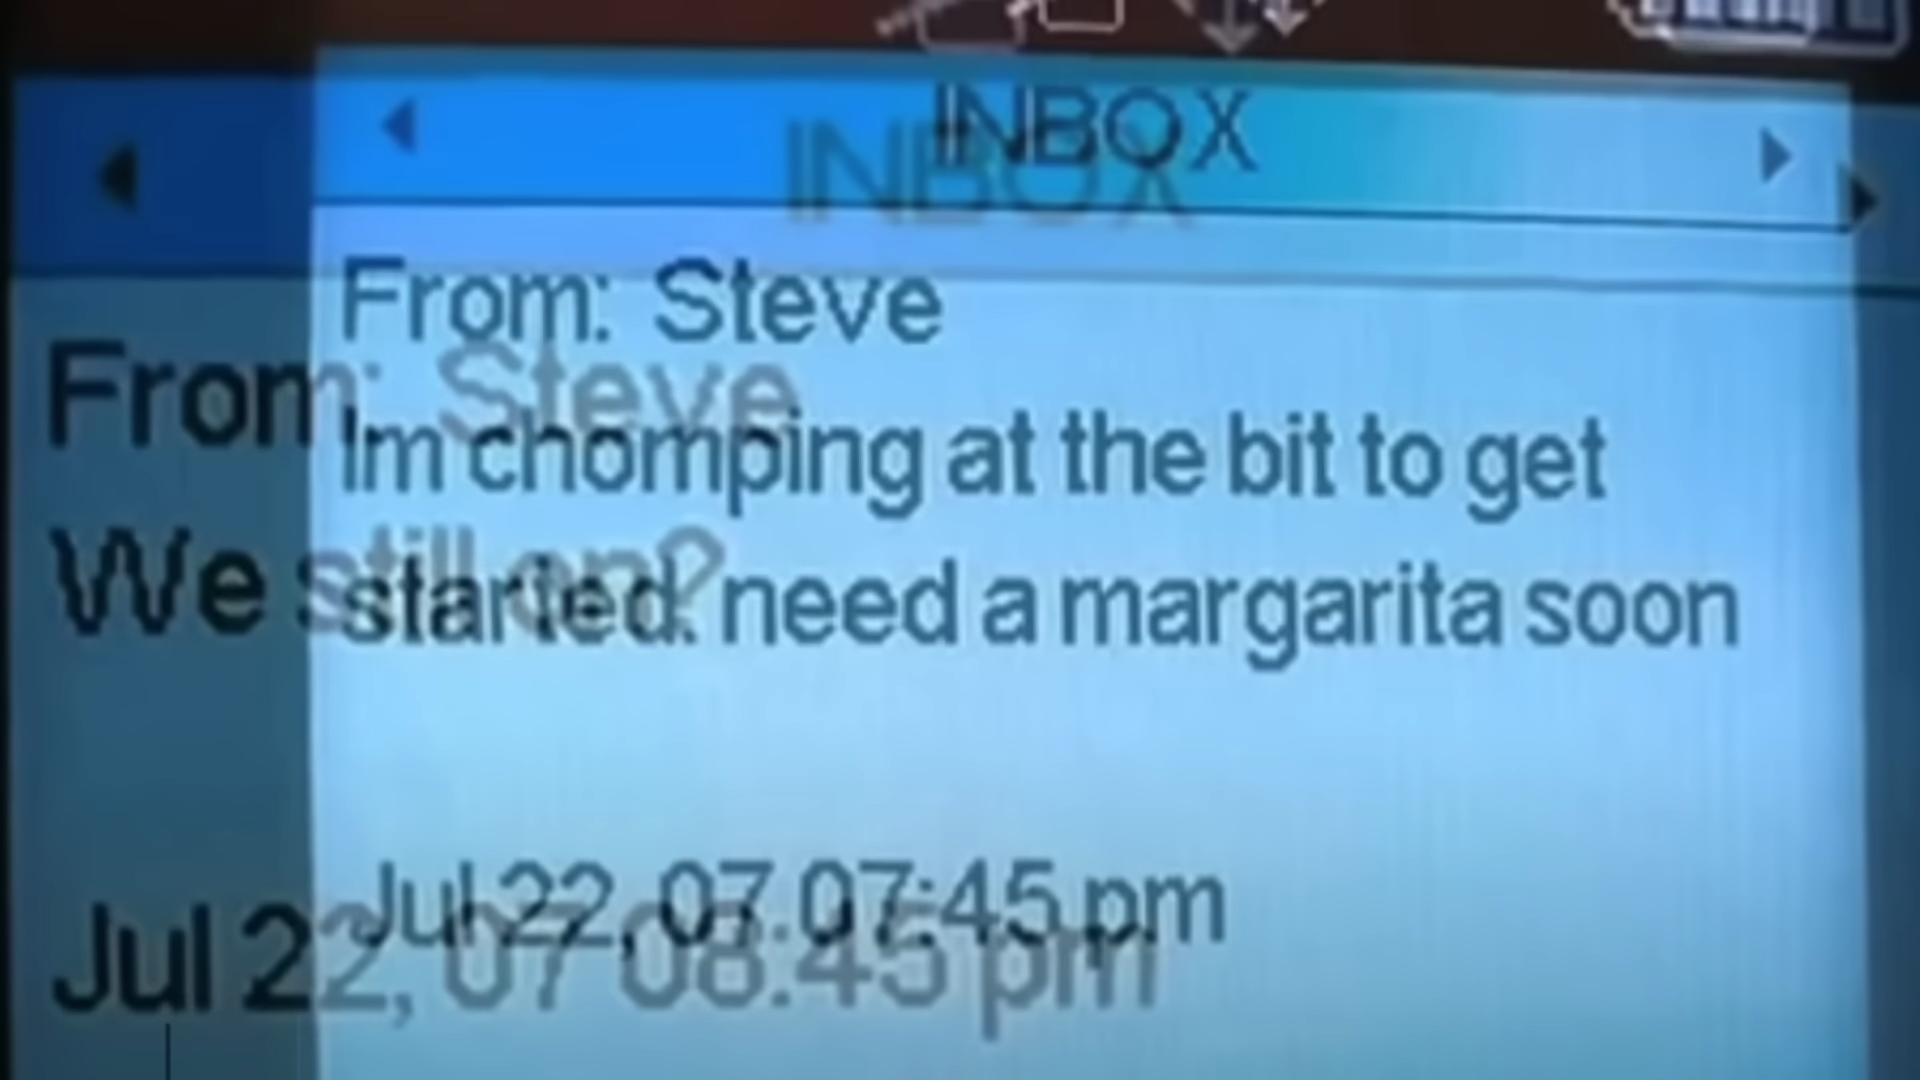 INBOX
From: Steve
Im chomping at the bit to get
started. need a margarita soon
Jul 22, 07 07:45 pm
INBOX
From: Steve
We still on?
Jul 22, 07 08:45 pm